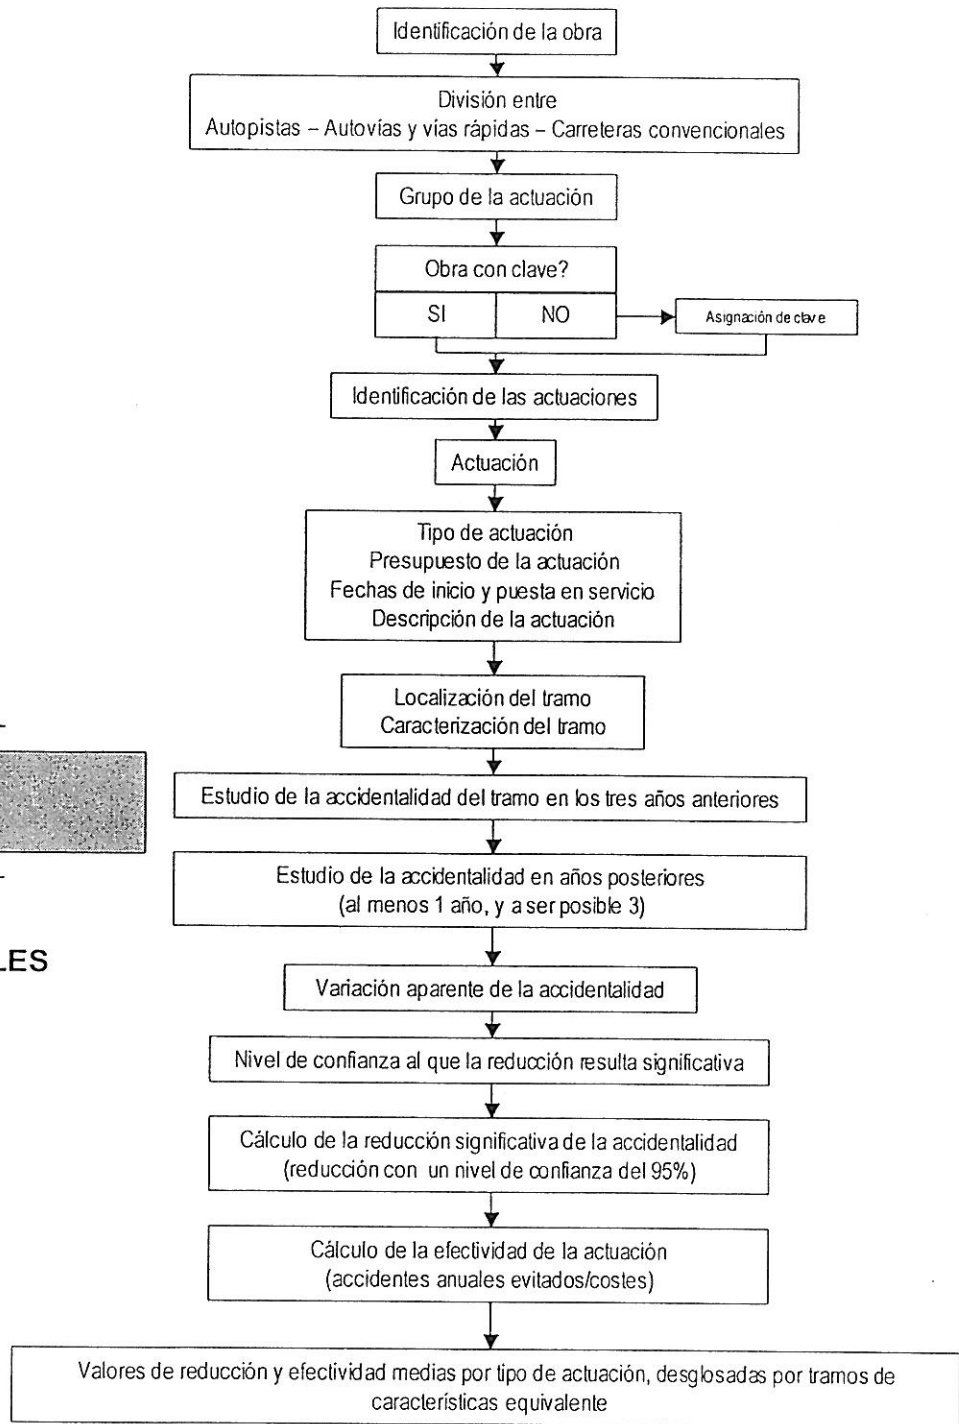 Identificación de la obra
División entre
Autopistas – Autovías y vías rápidas – Carreteras convencionales
Grupo de la actuación
Obra con clave?
SI
NO
Asignación de clave
Identificación de las actuaciones
Actuación
Tipo de actuación
Presupuesto de la actuación
Fechas de inicio y puesta en servicio
Descripción de la actuación
Localización del tramo
Caracterización del tramo
Estudio de la accidentalidad del tramo en los tres años anteriores
Estudio de la accidentalidad en años posteriores
(al menos 1 año, y a ser posible 3)
LES
Variación aparente de la accidentalidad
Nivel de confianza al que la reducción resulta significativa
Cálculo de la reducción significativa de la accidentalidad
(reducción con un nivel de confianza del 95%)
Cálculo de la efectividad de la actuación
(accidentes anuales evitados/costes)
Valores de reducción y efectividad medias por tipo de actuación, desglosadas por tramos de
características equivalente